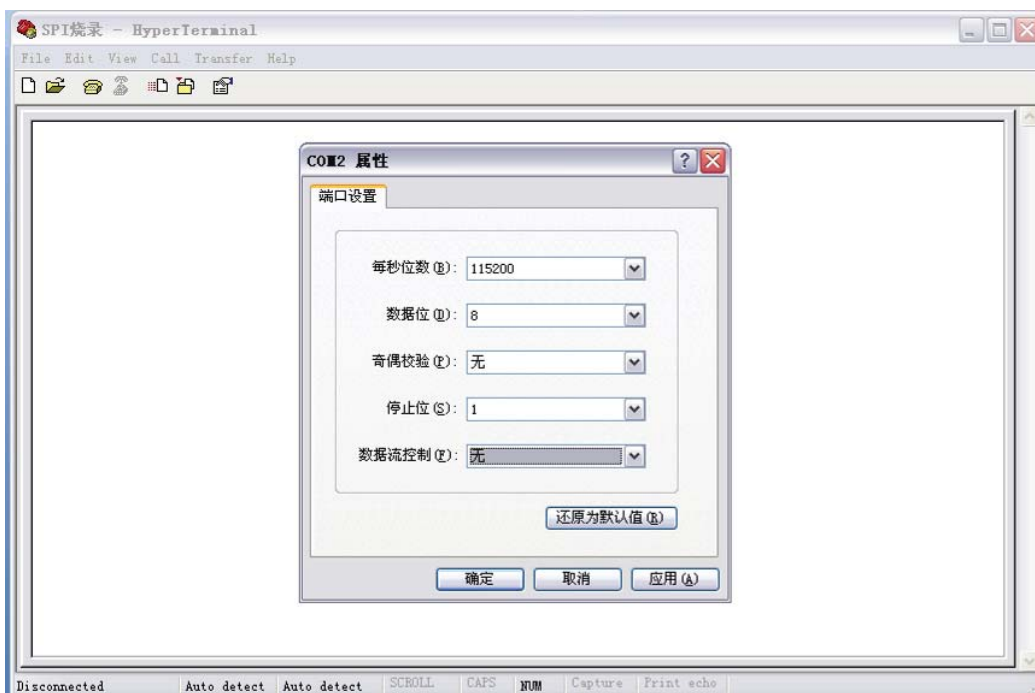 SPI烧录 - HyperTerminal
File Edit View Call Transfer Help
COM2 属性
端口设置
每秒位数(B): 115200
数据位(D): 8
奇偶校验(P): 无
停止位(S): 1
数据流控制(F): 无
还原为默认值(R)
确定 取消 应用(A)
Disconnected Auto detect Auto detect SCROLL CAPS NUM Capture Print echo